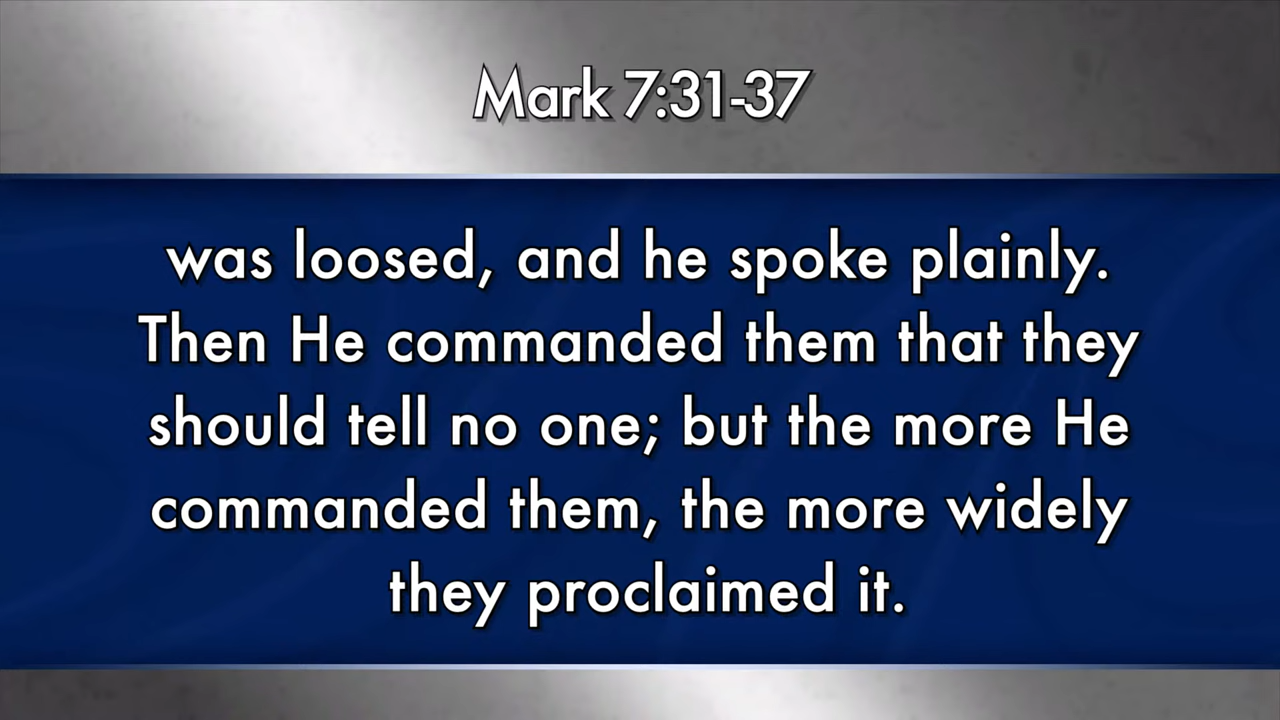 Mark 7:31-37
was loosed, and he spoke plainly.
Then He commanded them that they
should tell no one; but the more He
commanded them, the more widely
they proclaimed it.